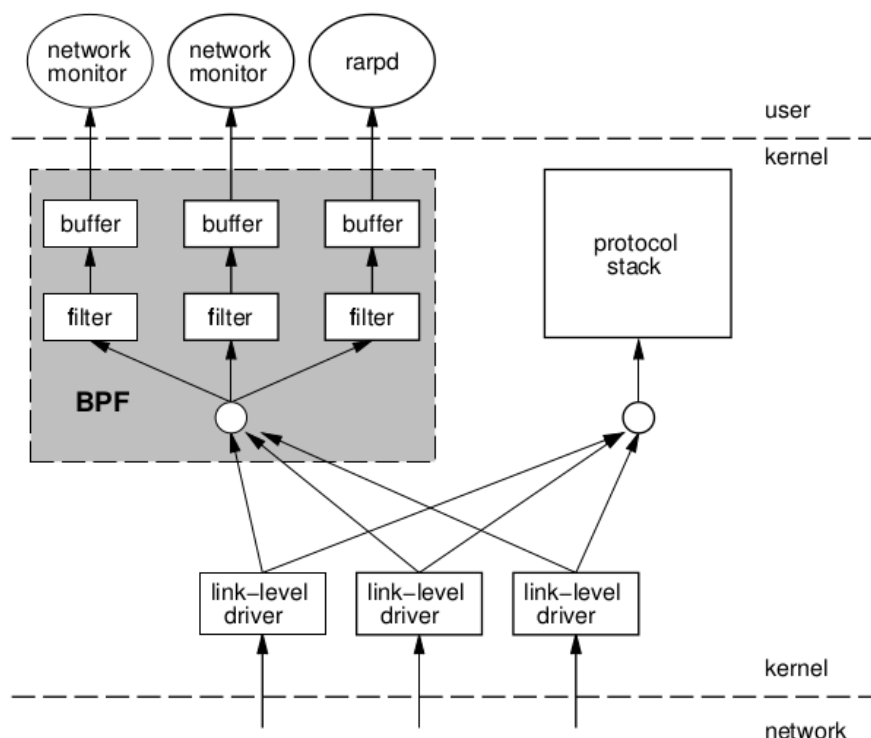 network
monitor
network
monitor
rarpd
user
kernel
buffer
buffer
buffer
protocol
stack
filter
filter
filter
BPF
link-level
driver
link-level
driver
link-level
driver
kernel
network